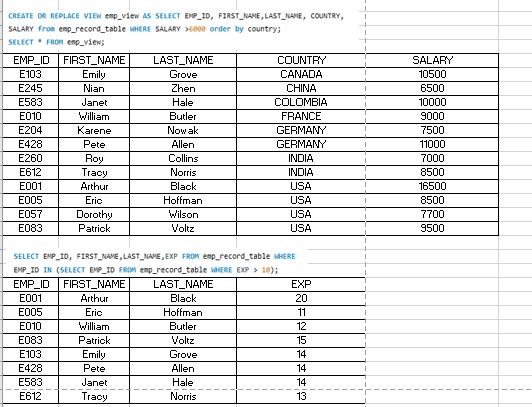 CREATE OR REPLACE VIEW emp_view AS SELECT EMP_ID, FIRST_NAME,LAST_NAME, COUNTRY,
SALARY from emp_record_table WHERE SALARY >6000 order by country;
SELECT * FROM emp_view;
EMP_ID FIRST_NAME LAST_NAME COUNTRY SALARY
E103 Emily Grove CANADA 10500
E245 Nian Zhen CHINA 6500
E583 Janet Hale COLOMBIA 10000
E010 William Butler FRANCE 9000
E204 Karene Nowak GERMANY 7500
E428 Pete Allen GERMANY 11000
E260 Roy Collins INDIA 7000
E612 Tracy Norris INDIA 8500
E001 Arthur Black USA 16500
E005 Eric Hoffman USA 8500
E057 Dorothy Wilson USA 7700
E083 Patrick Voltz USA 9500
SELECT EMP_ID, FIRST_NAME,LAST_NAME,EXP FROM emp_record_table WHERE
EMP_ID IN (SELECT EMP_ID FROM emp_record_table WHERE EXP > 10);
EMP_ID FIRST_NAME LAST_NAME EXP
E001 Arthur Black 20
E005 Eric Hoffman 11
E010 William Butler 12
E083 Patrick Voltz 15
E103 Emily Grove 14
E428 Pete Allen 14
E583 Janet Hale 14
E612 Tracy Norris 13